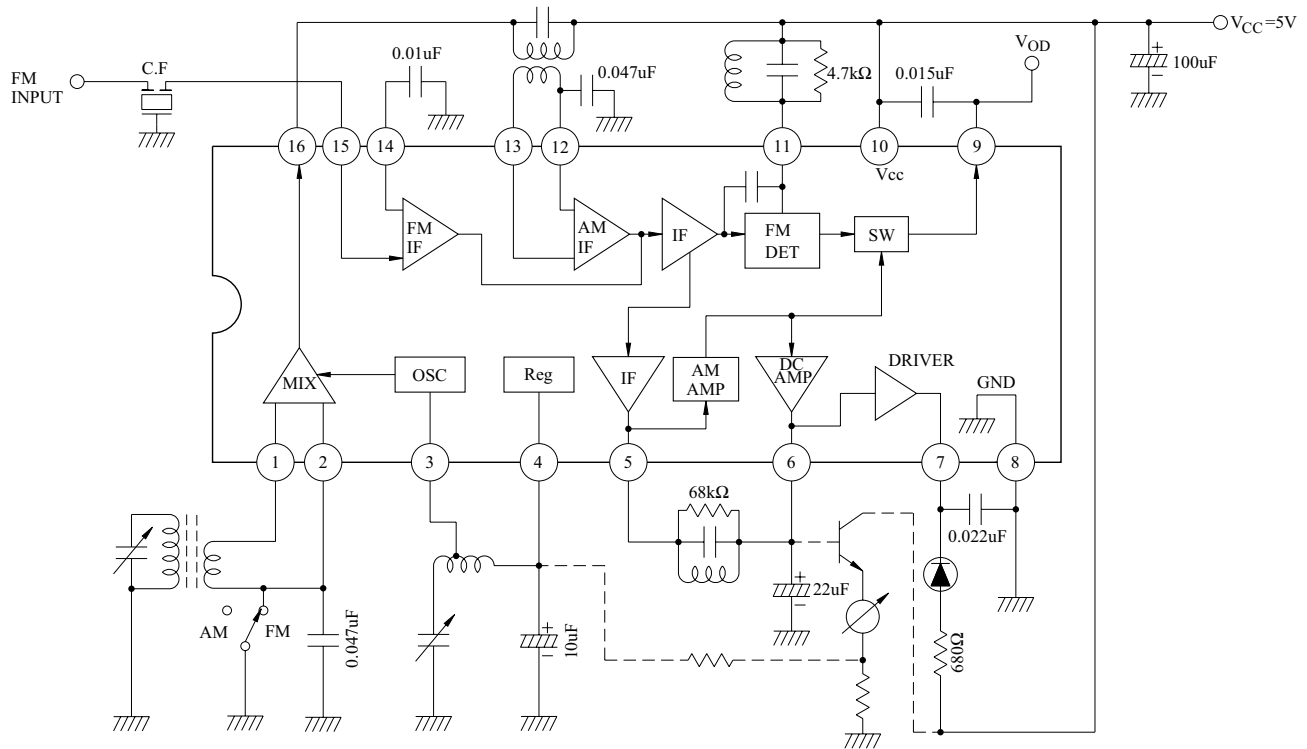 V_CC=5V
0.01uF
V_OD
C.F
0.047uF
4.7kΩ
0.015uF
100uF
+
−
FM
INPUT
16
15
14
13
12
11
10
9
Vcc
FM
IF
AM
IF
IF
FM
DET
SW
MIX
OSC
Reg
IF
AM
AMP
DC
AMP
DRIVER
GND
1
2
3
4
5
6
7
8
68kΩ
0.022uF
+
22uF
−
AM
FM
0.047uF
+
−
10uF
680Ω